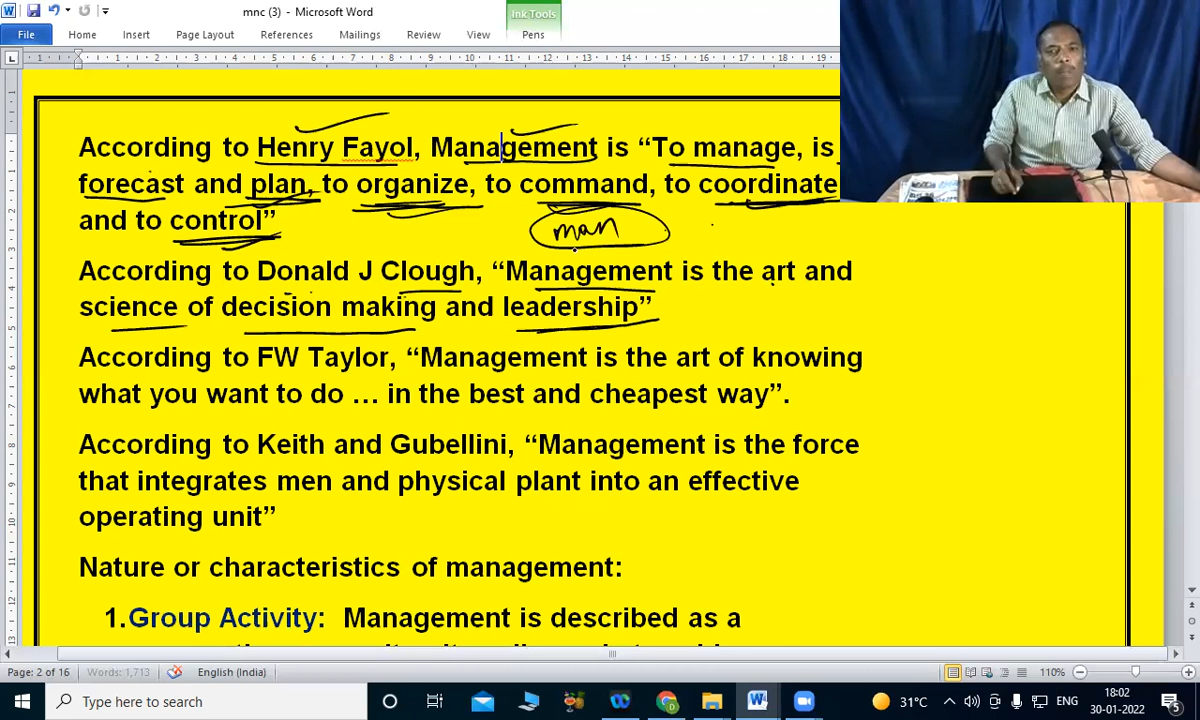 mnc (3) - Microsoft Word
Ink Tools
File Home Insert Page Layout References Mailings Review View Pens
According to Henry Fayol, Management is “To manage, is
forecast and plan, to organize, to command, to coordinate
and to control”
man
According to Donald J Clough, “Management is the art and
science of decision making and leadership”
According to FW Taylor, “Management is the art of knowing
what you want to do … in the best and cheapest way”.
According to Keith and Gubellini, “Management is the force
that integrates men and physical plant into an effective
operating unit”
Nature or characteristics of management:
1.Group Activity: Management is described as a
Page: 2 of 16 Words: 1,713 English (India) 110%
Type here to search 31°C ENG 18:02
30-01-2022 5